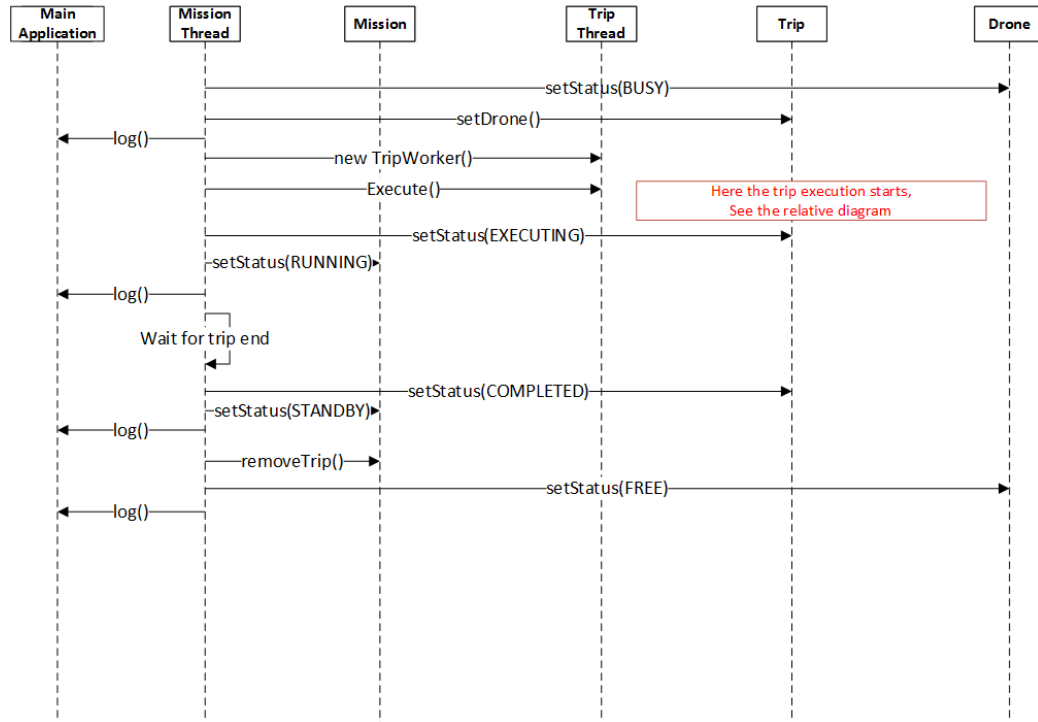 Main
Application
Mission
Thread
Mission
Trip
Thread
Trip
Drone
setStatus(BUSY)
setDrone()
log()
new TripWorker()
Execute()
Here the trip execution starts,
See the relative diagram
setStatus(EXECUTING)
setStatus(RUNNING)
log()
Wait for trip end
setStatus(COMPLETED)
setStatus(STANDBY)
log()
removeTrip()
setStatus(FREE)
log()